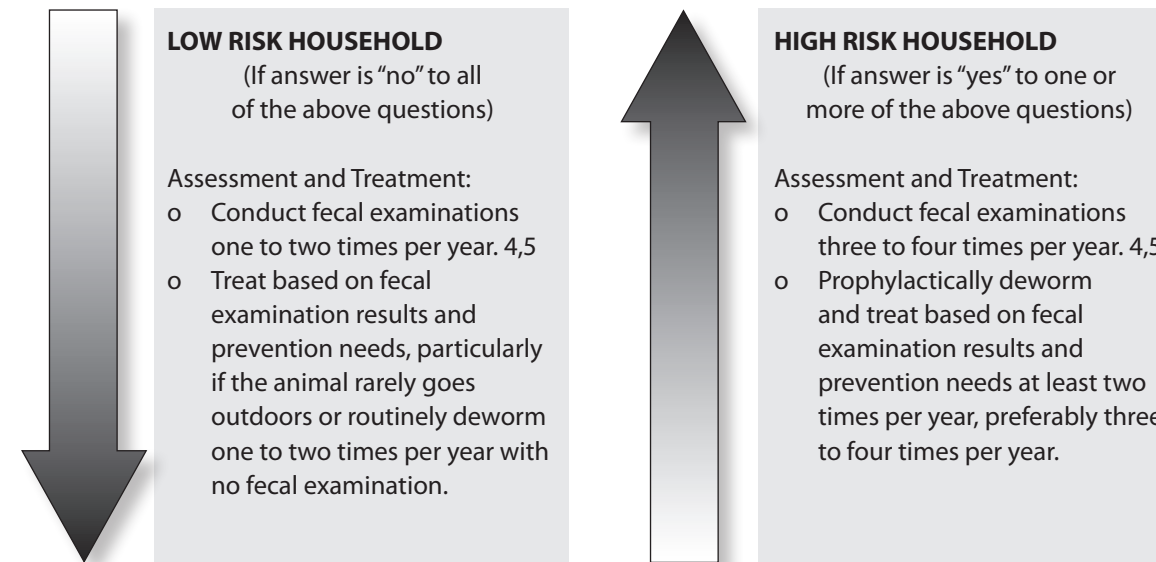 LOW RISK HOUSEHOLD
(If answer is “no” to all
of the above questions)
Assessment and Treatment:
o Conduct fecal examinations
one to two times per year. 4,5
o Treat based on fecal
examination results and
prevention needs, particularly
if the animal rarely goes
outdoors or routinely deworm
one to two times per year with
no fecal examination.
HIGH RISK HOUSEHOLD
(If answer is “yes” to one or
more of the above questions)
Assessment and Treatment:
o Conduct fecal examinations
three to four times per year. 4,5
o Prophylactically deworm
and treat based on fecal
examination results and
prevention needs at least two
times per year, preferably three
to four times per year.